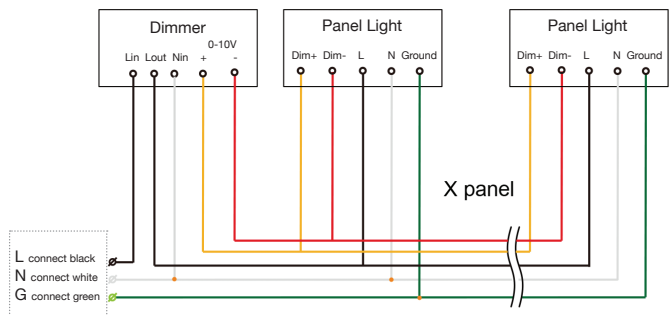 Dimmer
0-10V
Lin Lout Nin + -
Panel Light
Dim+ Dim- L N Ground
Panel Light
Dim+ Dim- L N Ground
X panel
L connect black
N connect white
G connect green